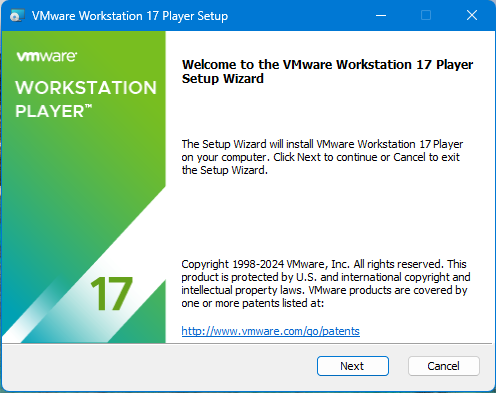 VMware Workstation 17 Player Setup
vmware®
WORKSTATION
PLAYER™
17
Welcome to the VMware Workstation 17 Player
Setup Wizard
The Setup Wizard will install VMware Workstation 17 Player
on your computer. Click Next to continue or Cancel to exit
the Setup Wizard.
Copyright 1998-2024 VMware, Inc. All rights reserved. This
product is protected by U.S. and international copyright and
intellectual property laws. VMware products are covered by
one or more patents listed at:
http://www.vmware.com/go/patents
Next
Cancel